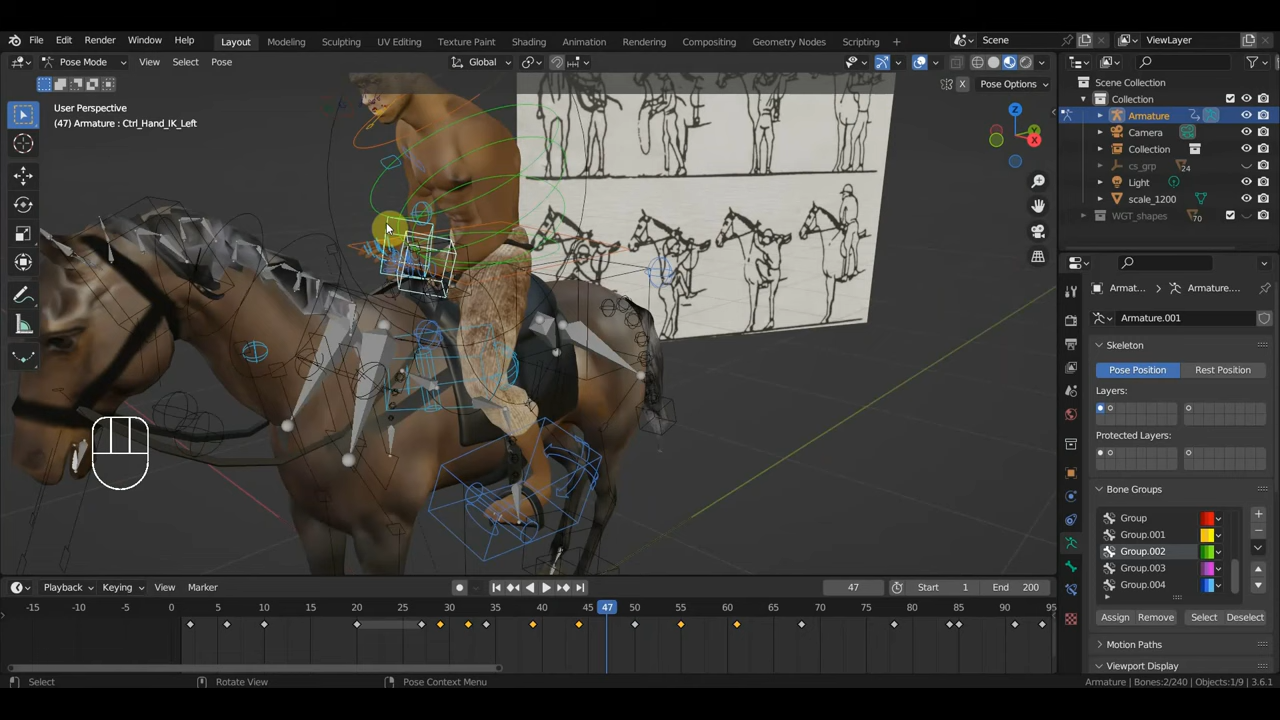 File Edit Render Window Help Layout Modeling Sculpting UV Editing Texture Paint Shading Animation Rendering Compositing Geometry Nodes Scripting + Scene ViewLayer
Pose Mode View Select Pose Global
X Pose Options
User Perspective
(47) Armature : Ctrl_Hand_IK_Left
Z
Y
X
Scene Collection
Collection
Armature
Camera
Collection
cs_grp 24
Light
scale_1200
WGT_shapes 70
Armat... Armature....
Armature.001
Skeleton
Pose Position Rest Position
Layers:
Protected Layers:
Bone Groups
Group
Group.001
Group.002
Group.003
Group.004
Assign Remove Select Deselect
Motion Paths
Viewport Display
Playback Keying View Marker 47 Start 1 End 200
-15 -10 -5 0 5 10 15 20 25 30 35 40 45 47 50 55 60 65 70 75 80 85 90 95
Select Rotate View Pose Context Menu Armature | Bones:2/240 | Objects:1/9 | 3.6.1